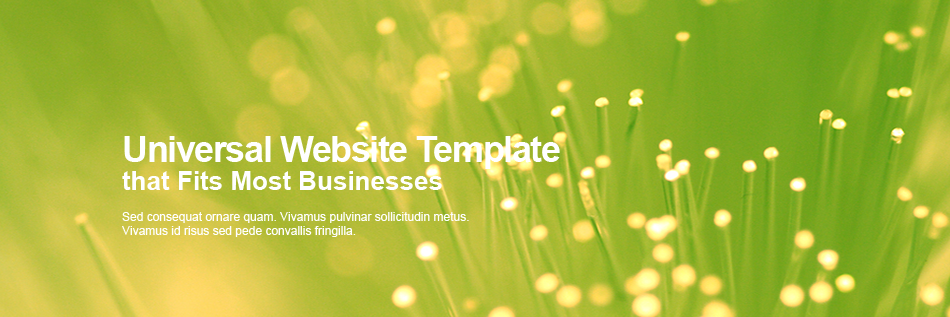 Universal Website Template
that Fits Most Businesses
Sed consequat ornare quam. Vivamus pulvinar sollicitudin metus.
Vivamus id risus sed pede convallis fringilla.